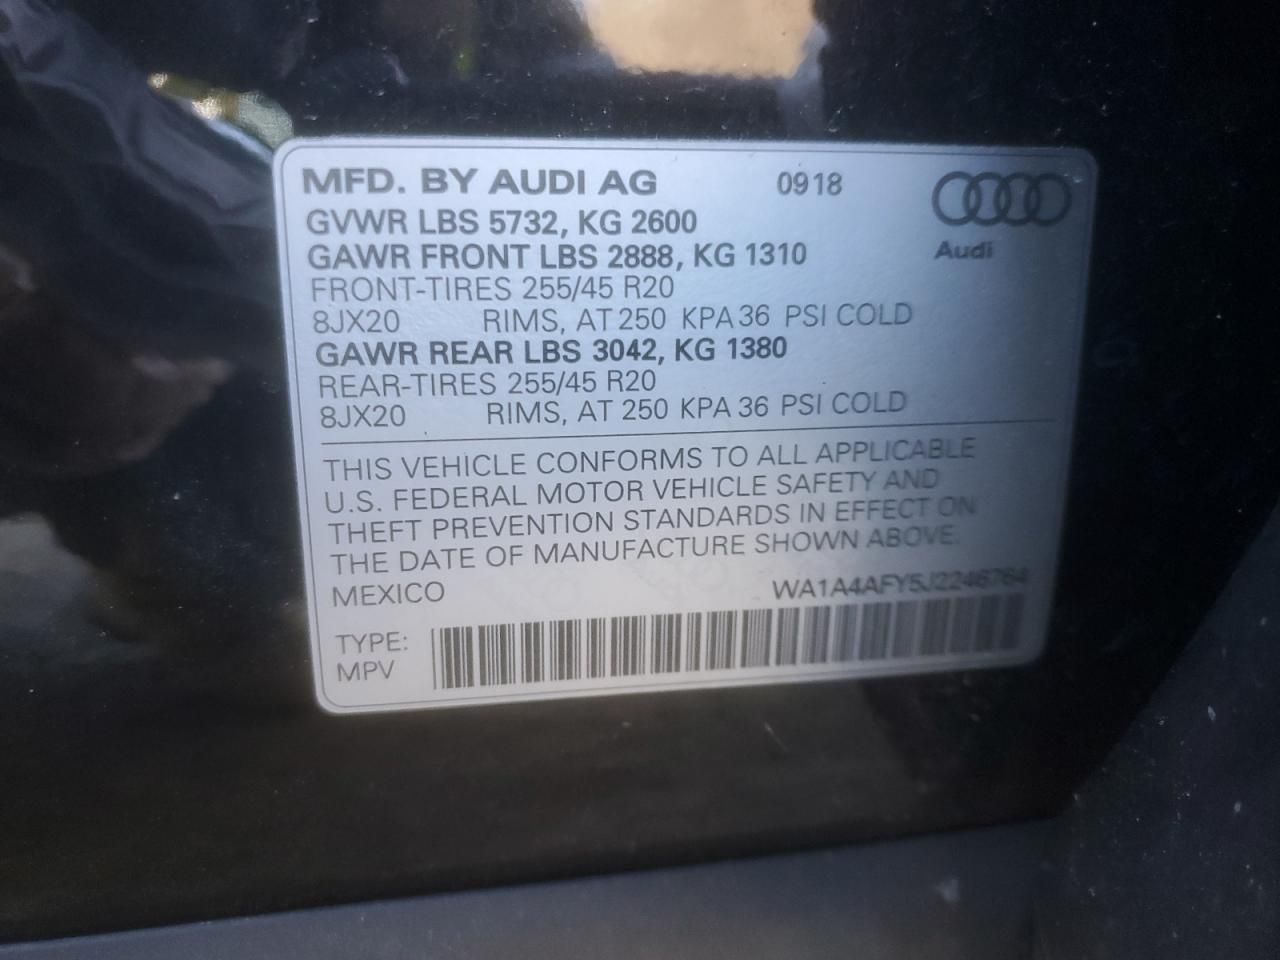 MFD. BY AUDI AG 0918
GVWR LBS 5732, KG 2600
GAWR FRONT LBS 2888, KG 1310
Audi
FRONT-TIRES 255/45 R20
8JX20 RIMS, AT 250 KPA 36 PSI COLD
GAWR REAR LBS 3042, KG 1380
REAR-TIRES 255/45 R20
8JX20 RIMS, AT 250 KPA 36 PSI COLD
THIS VEHICLE CONFORMS TO ALL APPLICABLE
U.S. FEDERAL MOTOR VEHICLE SAFETY AND
THEFT PREVENTION STANDARDS IN EFFECT ON
THE DATE OF MANUFACTURE SHOWN ABOVE.
MEXICO WA1A4AFY5J2246764
TYPE:
MPV